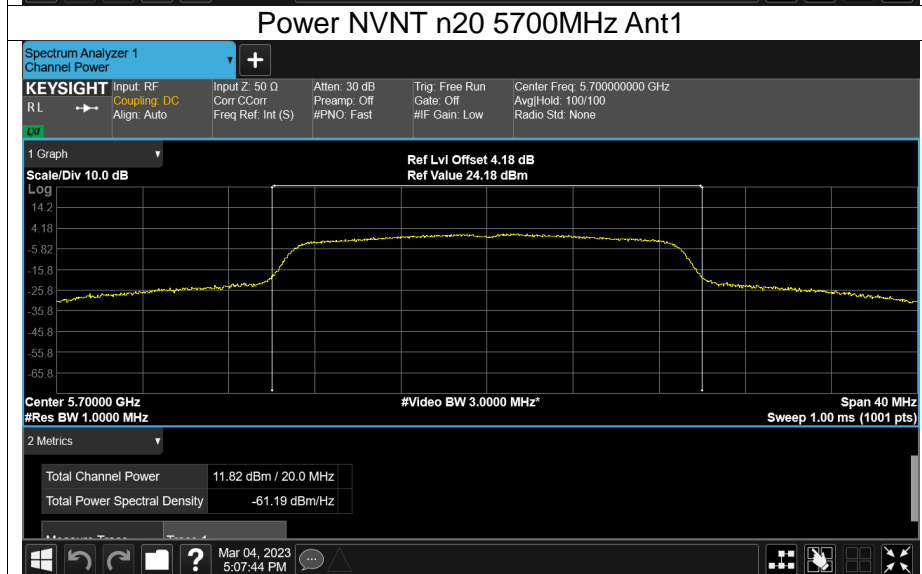 Power NVNT n20 5700MHz Ant1
Spectrum Analyzer 1
Channel Power
KEYSIGHT
R L
LXI
Input: RF
Coupling: DC
Align: Auto
Input Z: 50 Ω
Corr CCorr
Freq Ref: Int (S)
Atten: 30 dB
Preamp: Off
#PNO: Fast
Trig: Free Run
Gate: Off
#IF Gain: Low
Center Freq: 5.700000000 GHz
Avg|Hold: 100/100
Radio Std: None
1 Graph
Scale/Div 10.0 dB
Ref Lvl Offset 4.18 dB
Ref Value 24.18 dBm
Log
14.2
4.18
-5.82
-15.8
-25.8
-35.8
-45.8
-55.8
-65.8
Center 5.70000 GHz
#Res BW 1.0000 MHz
#Video BW 3.0000 MHz*
Span 40 MHz
Sweep 1.00 ms (1001 pts)
2 Metrics
Total Channel Power 11.82 dBm / 20.0 MHz
Total Power Spectral Density -61.19 dBm/Hz
?
Mar 04, 2023
5:07:44 PM